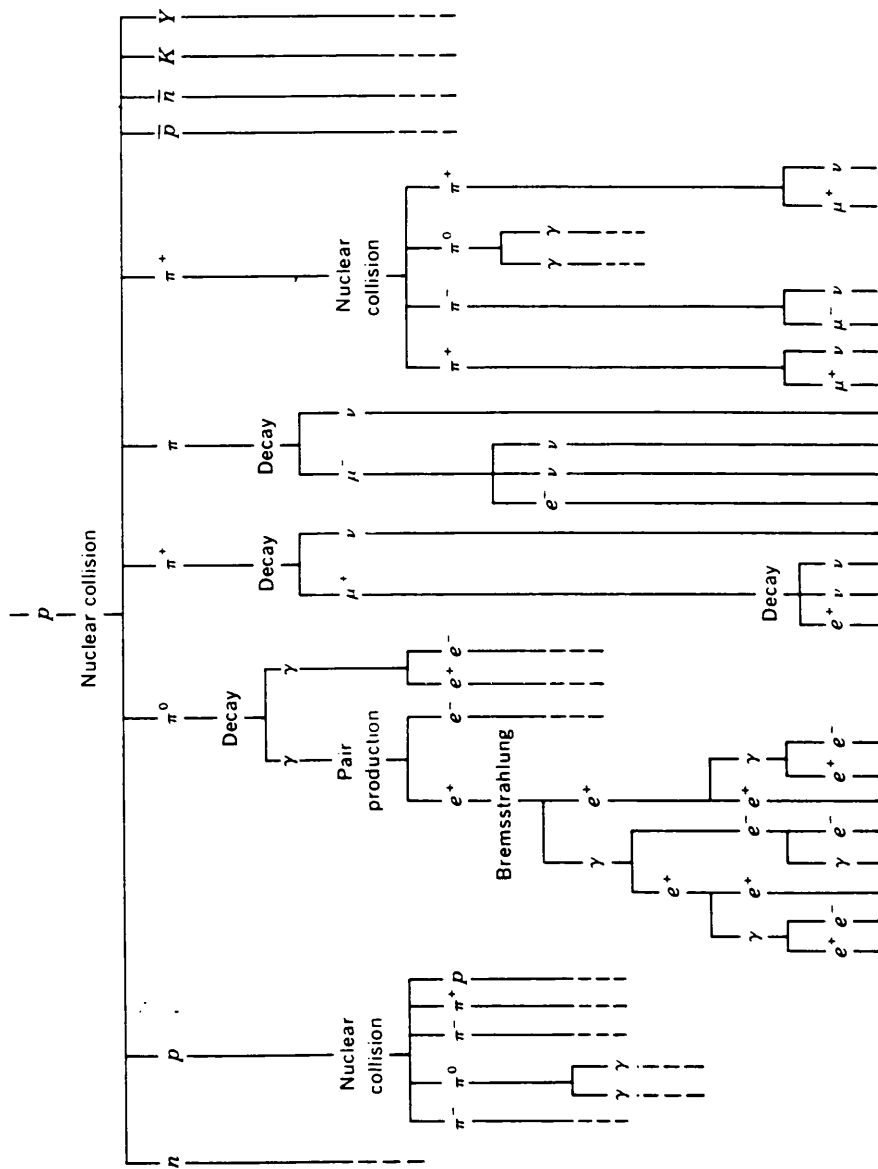 p
Nuclear collision
n p π⁰ π⁺ π π⁺ p̄ n̄ K Y
Decay Decay Decay
γ γ
Nuclear
collision
Pair
production
μ⁺ ν μ⁻ ν
Nuclear
collision
π⁻ π⁰ π⁻ π⁺ p e⁺ e⁻ e⁺ e⁻ π⁺ π⁻ π⁰ π⁺
Bremsstrahlung
e⁻ ν ν γ γ
γ e⁺
γ γ
e⁺
γ e⁺ e⁻ e⁺ γ
Decay
e⁺ e⁻ γ e⁻ e⁺ e⁻ e⁺ ν ν μ⁺ ν μ⁻ ν μ⁺ ν